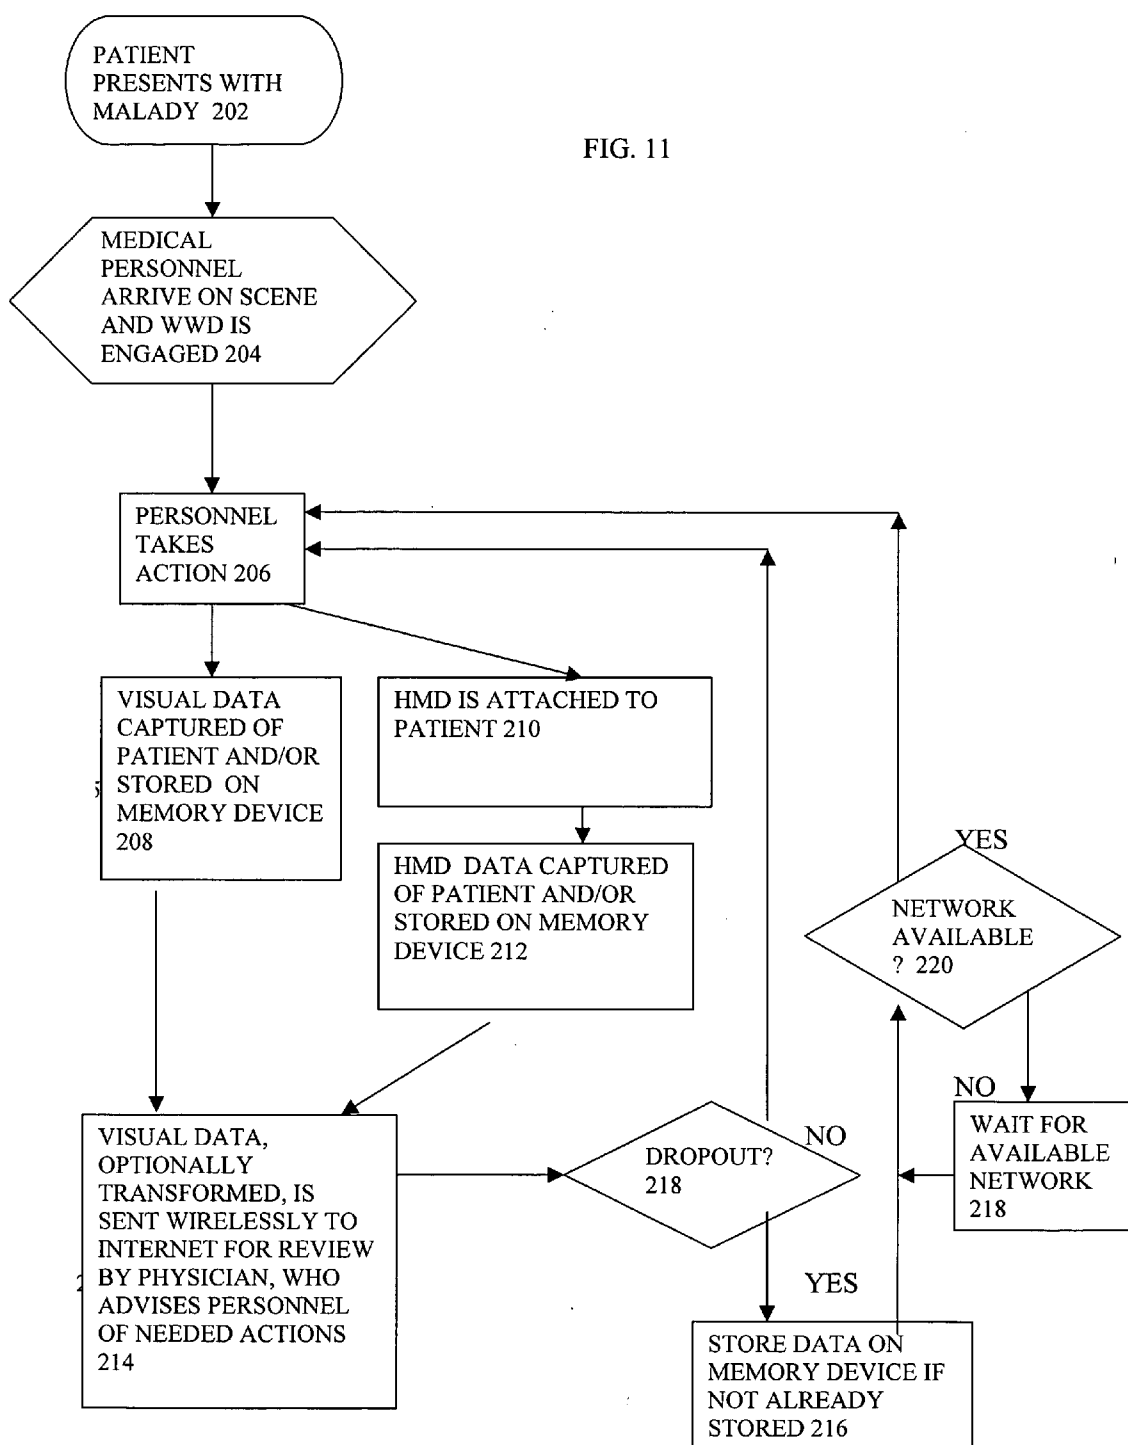 PATIENT
PRESENTS WITH
MALADY 202
FIG. 11
MEDICAL
PERSONNEL
ARRIVE ON SCENE
AND WWD IS
ENGAGED 204
PERSONNEL
TAKES
ACTION 206
VISUAL DATA
CAPTURED OF
PATIENT AND/OR
STORED ON
MEMORY DEVICE
208
HMD IS ATTACHED TO
PATIENT 210
HMD DATA CAPTURED
OF PATIENT AND/OR
STORED ON MEMORY
DEVICE 212
YES
NETWORK
AVAILABLE
? 220
NO
WAIT FOR
AVAILABLE
NETWORK
218
VISUAL DATA,
OPTIONALLY
TRANSFORMED, IS
SENT WIRELESSLY TO
INTERNET FOR REVIEW
BY PHYSICIAN, WHO
ADVISES PERSONNEL
OF NEEDED ACTIONS
214
NO
DROPOUT?
218
YES
STORE DATA ON
MEMORY DEVICE IF
NOT ALREADY
STORED 216